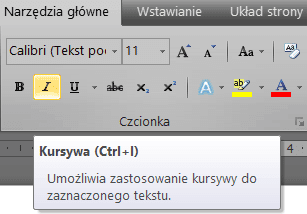 Narzędzia główne Wstawianie Układ strony
Calibri (Tekst po 11 A A Aa
B I U abc x₂ x² A ab A
Czcionka
4
Kursywa (Ctrl+I)
Umożliwia zastosowanie kursywy do
zaznaczonego tekstu.